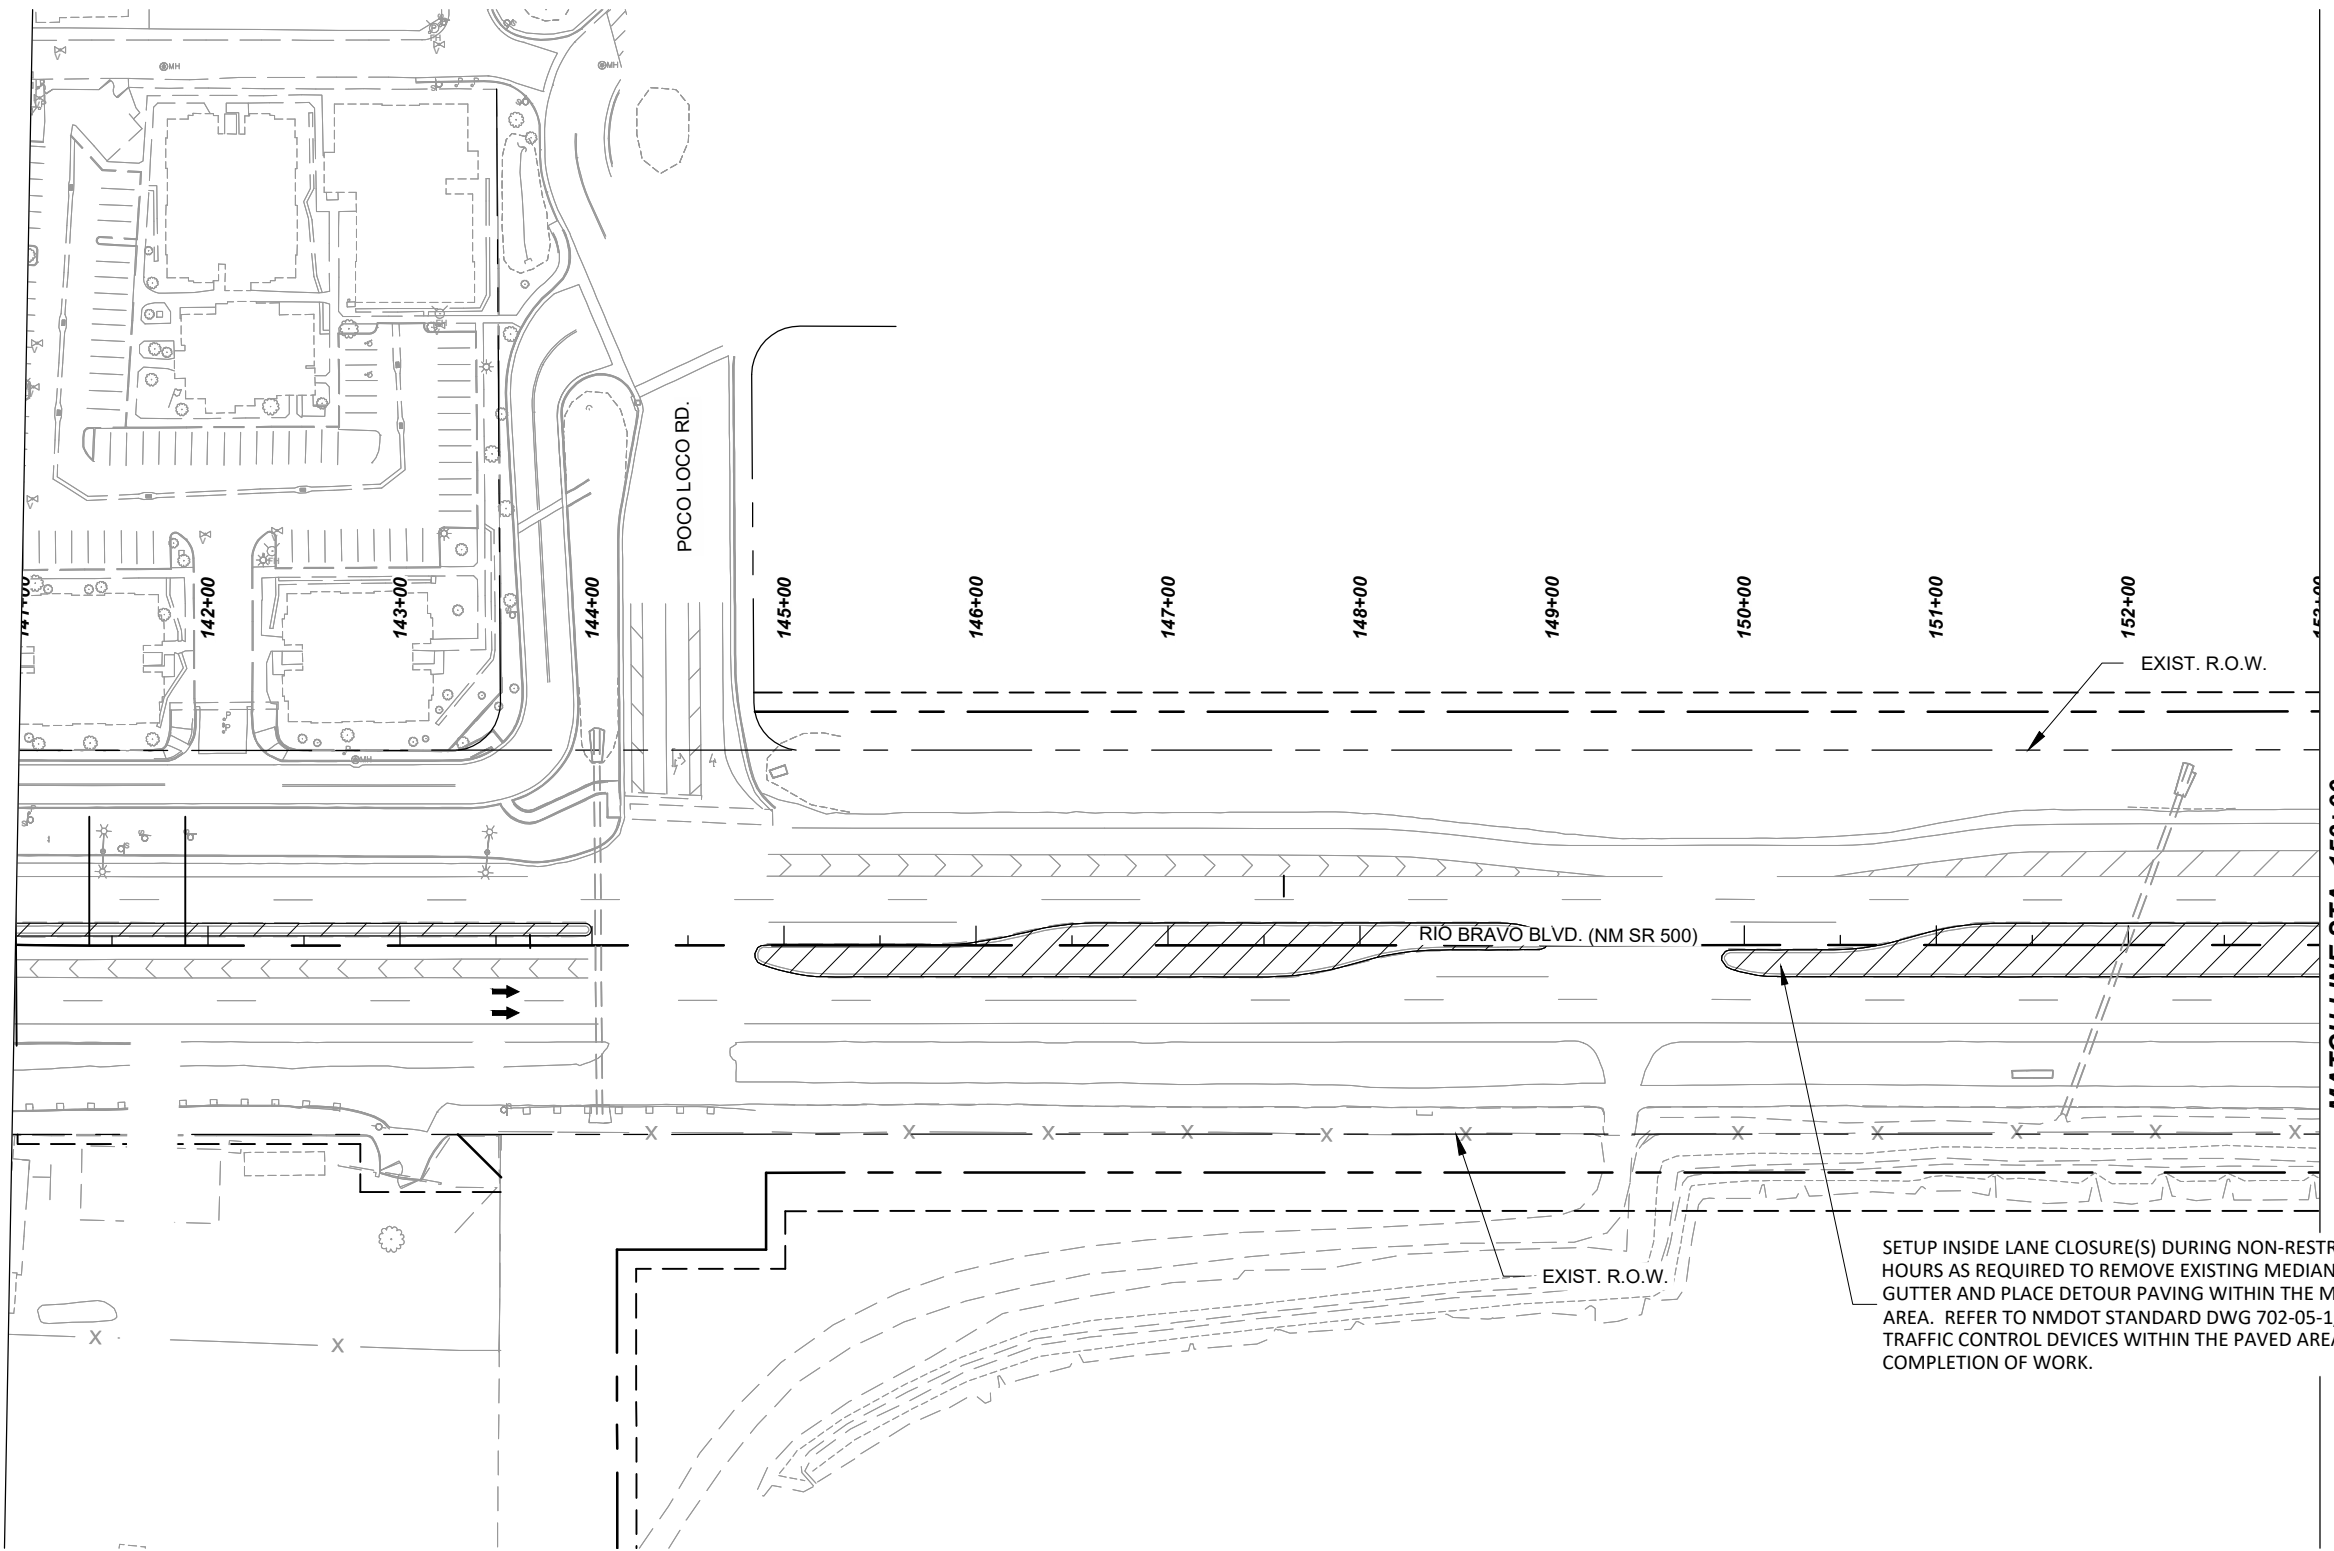 MH
MH
POCO LOCO RD.
142+00
143+00
144+00
145+00
146+00
147+00
148+00
149+00
150+00
151+00
152+00
EXIST. R.O.W.
MH
RIO BRAVO BLVD. (NM SR 500)
EXIST. R.O.W.
SETUP INSIDE LANE CLOSURE(S) DURING NON-RESTR
HOURS AS REQUIRED TO REMOVE EXISTING MEDIAN
GUTTER AND PLACE DETOUR PAVING WITHIN THE M
AREA. REFER TO NMDOT STANDARD DWG 702-05-1
TRAFFIC CONTROL DEVICES WITHIN THE PAVED AREA
COMPLETION OF WORK.